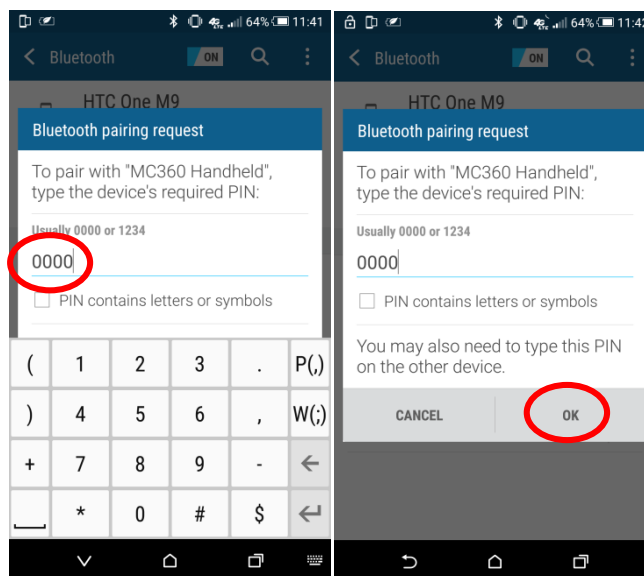 64% 11:41
Bluetooth ON
HTC One M9
Bluetooth pairing request
To pair with "MC360 Handheld",
type the device's required PIN:
Usually 0000 or 1234
0000
PIN contains letters or symbols
( 1 2 3 . P(,)
) 4 5 6 , W(;)
+ 7 8 9 -
* 0 # $
64% 11:42
Bluetooth ON
HTC One M9
Bluetooth pairing request
To pair with "MC360 Handheld",
type the device's required PIN:
Usually 0000 or 1234
0000
PIN contains letters or symbols
You may also need to type this PIN
on the other device.
CANCEL OK